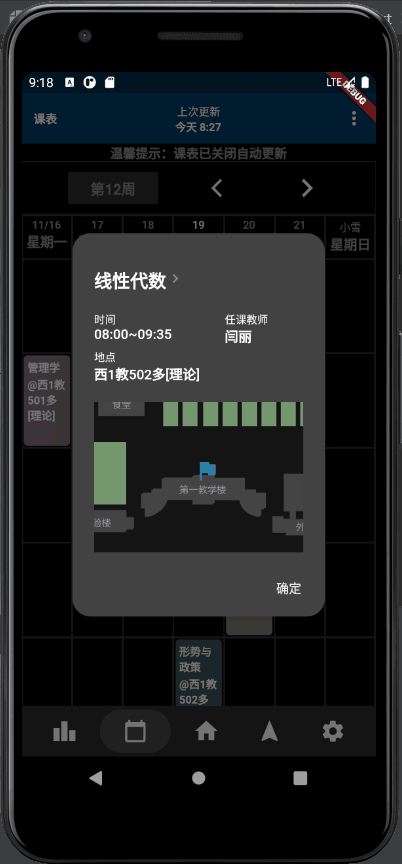 t
9:18
LTE
DEBUG
课表
上次更新
今天 8:27
温馨提示：课表已关闭自动更新
第12周
11/16
17
18
19
20
21
小雪
星期一
星期日
线性代数
时间
任课教师
08:00~09:35
闫丽
地点
西1教502多[理论]
管理学
@西1教
501多
[理论]
食堂
第一教学楼
验楼
外
确定
形势与
政策
@西1教
502多